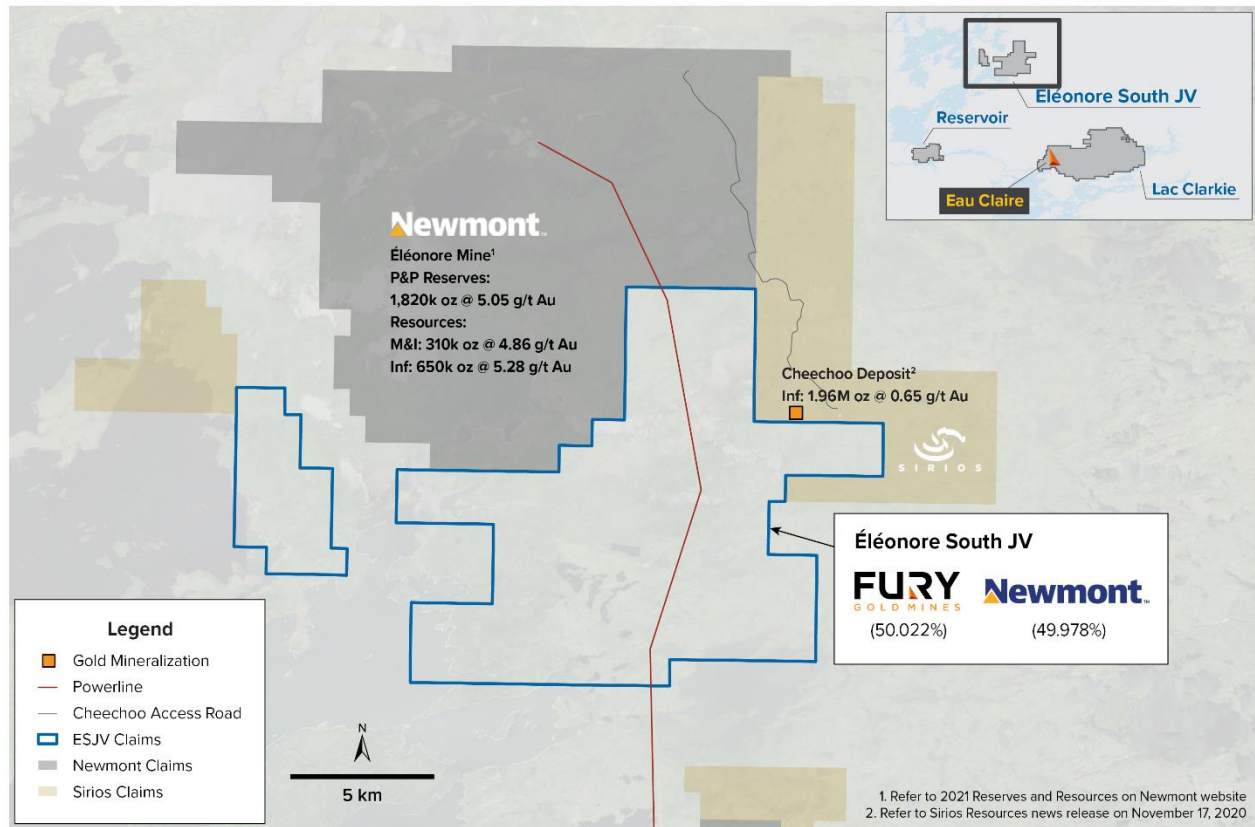 Newmont™
Éléonore Mine¹
P&P Reserves:
1,820k oz @ 5.05 g/t Au
Resources:
M&I: 310k oz @ 4.86 g/t Au
Inf: 650k oz @ 5.28 g/t Au
Eléonore South JV
Reservoir
Eau Claire
Lac Clarkie
Cheechoo Deposit²
Inf: 1.96M oz @ 0.65 g/t Au
SIRIOS
Éléonore South JV
FURY
GOLD MINES
(50.022%)
Newmont™
(49.978%)
Legend
Gold Mineralization
Powerline
Cheechoo Access Road
ESJV Claims
Newmont Claims
Sirios Claims
N
5 km
1. Refer to 2021 Reserves and Resources on Newmont website
2. Refer to Sirios Resources news release on November 17, 2020